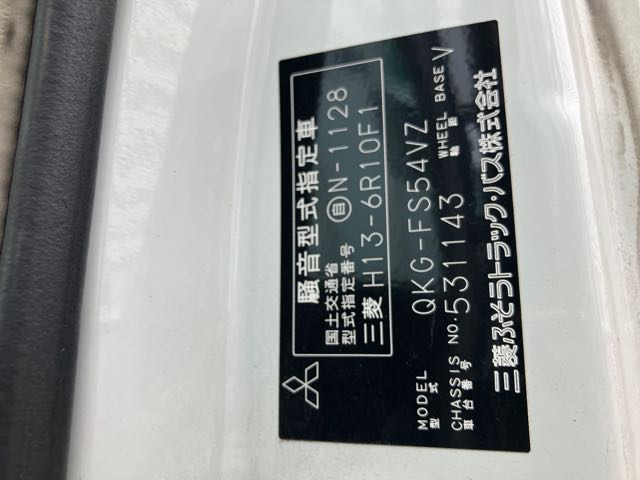 騒音型式指定車
国土交通省
型式指定番号 自N-1128
三菱 H13-6R10F1
MODEL
型式 QKG-FS54VZ
CHASSIS NO.
車台番号 531143
WHEEL BASE
軸距 V
三菱ふそうトラック・バス株式会社